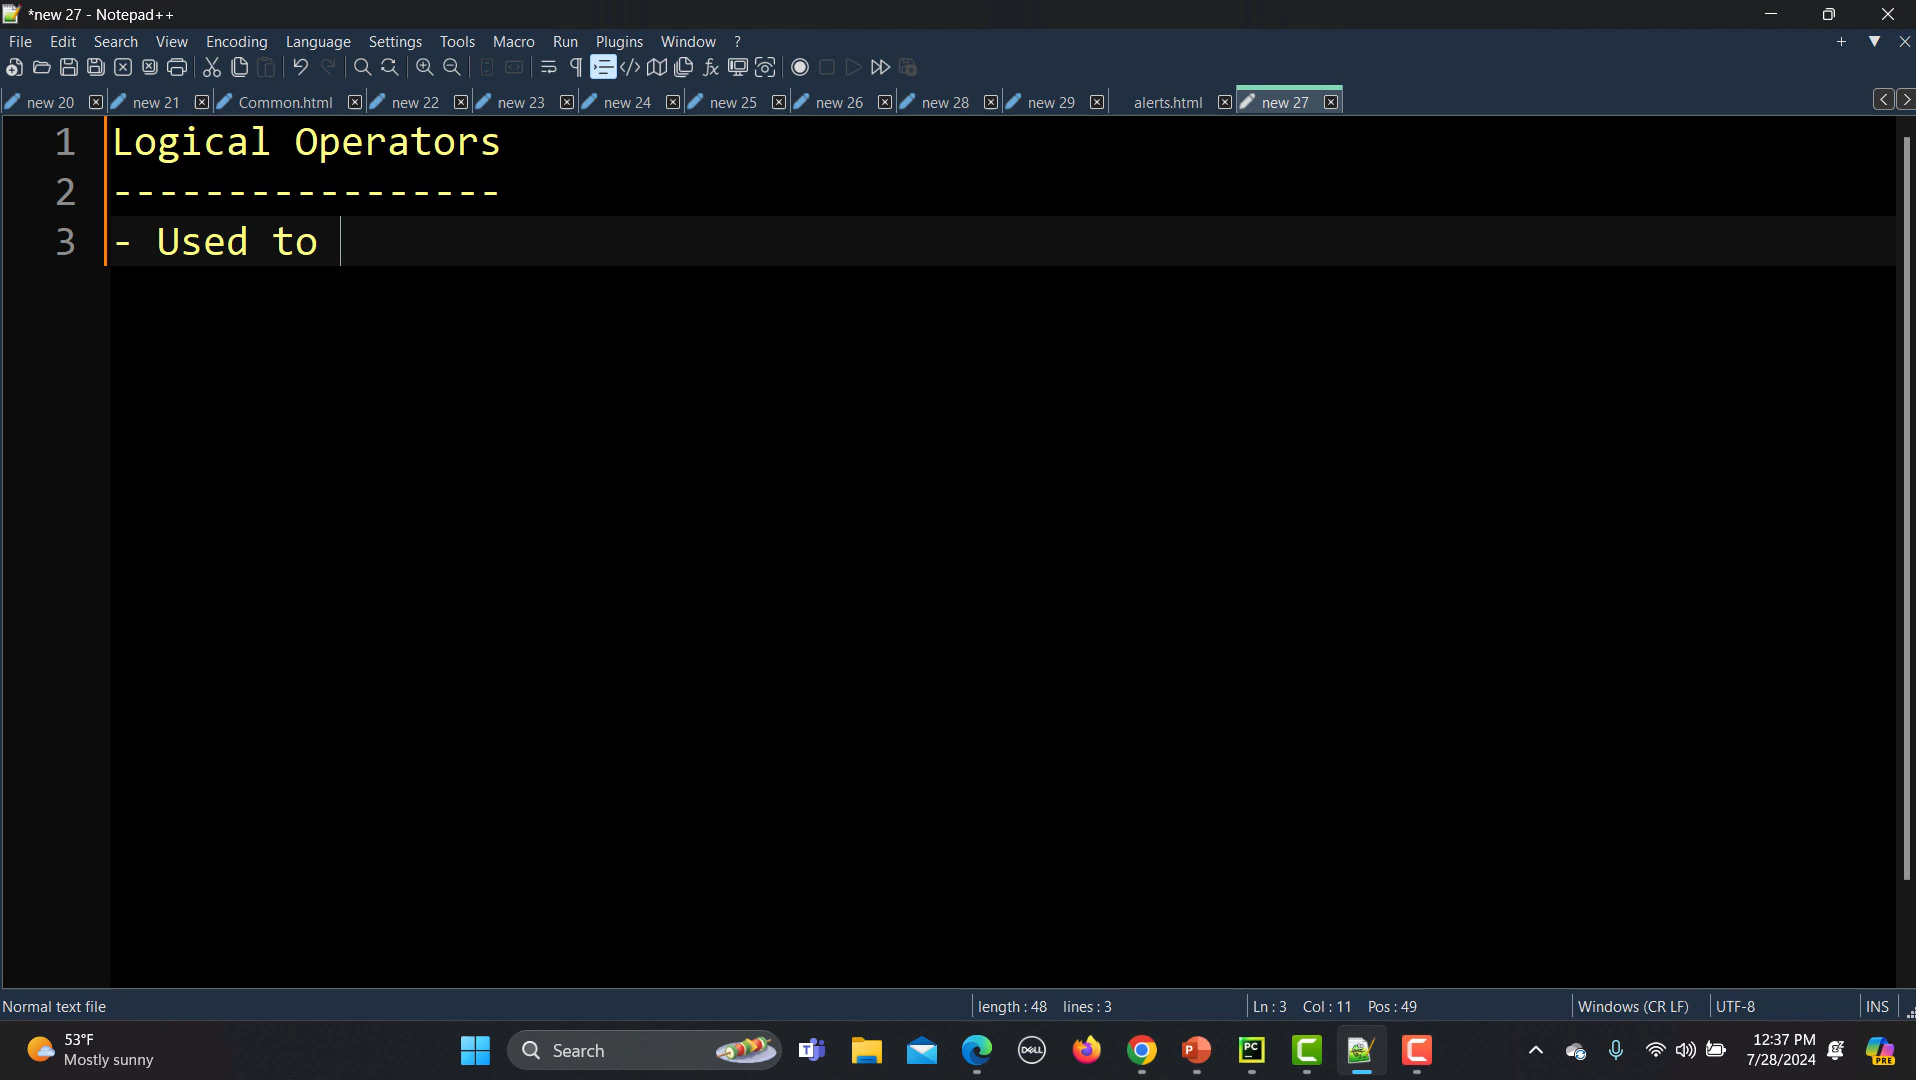 *new 27 - Notepad++
File Edit Search View Encoding Language Settings Tools Macro Run Plugins Window ?
new 20 new 21 Common.html new 22 new 23 new 24 new 25 new 26 new 28 new 29 alerts.html new 27
1 Logical Operators
2 -----------------
3 - Used to
Normal text file length : 48 lines : 3 Ln : 3 Col : 11 Pos : 49 Windows (CR LF) UTF-8 INS
53°F
Mostly sunny
Search
DELL
PC
PRE
12:37 PM
7/28/2024